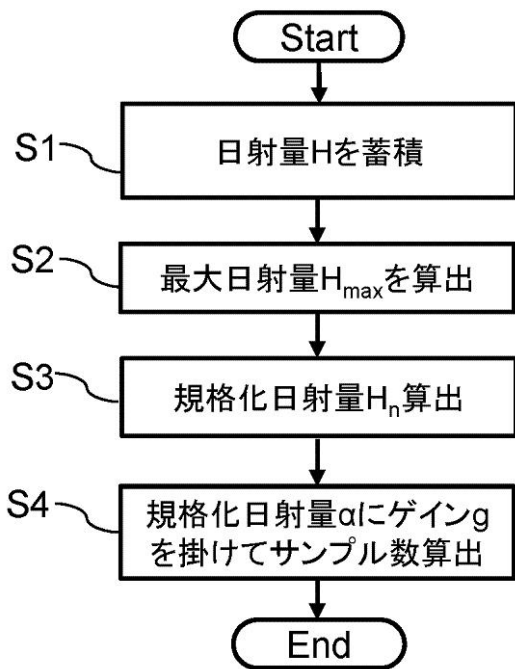 Start
S1
日射量Hを蓄積
S2
最大日射量Hmaxを算出
S3
規格化日射量Hn算出
S4
規格化日射量αにゲインg
を掛けてサンプル数算出
End